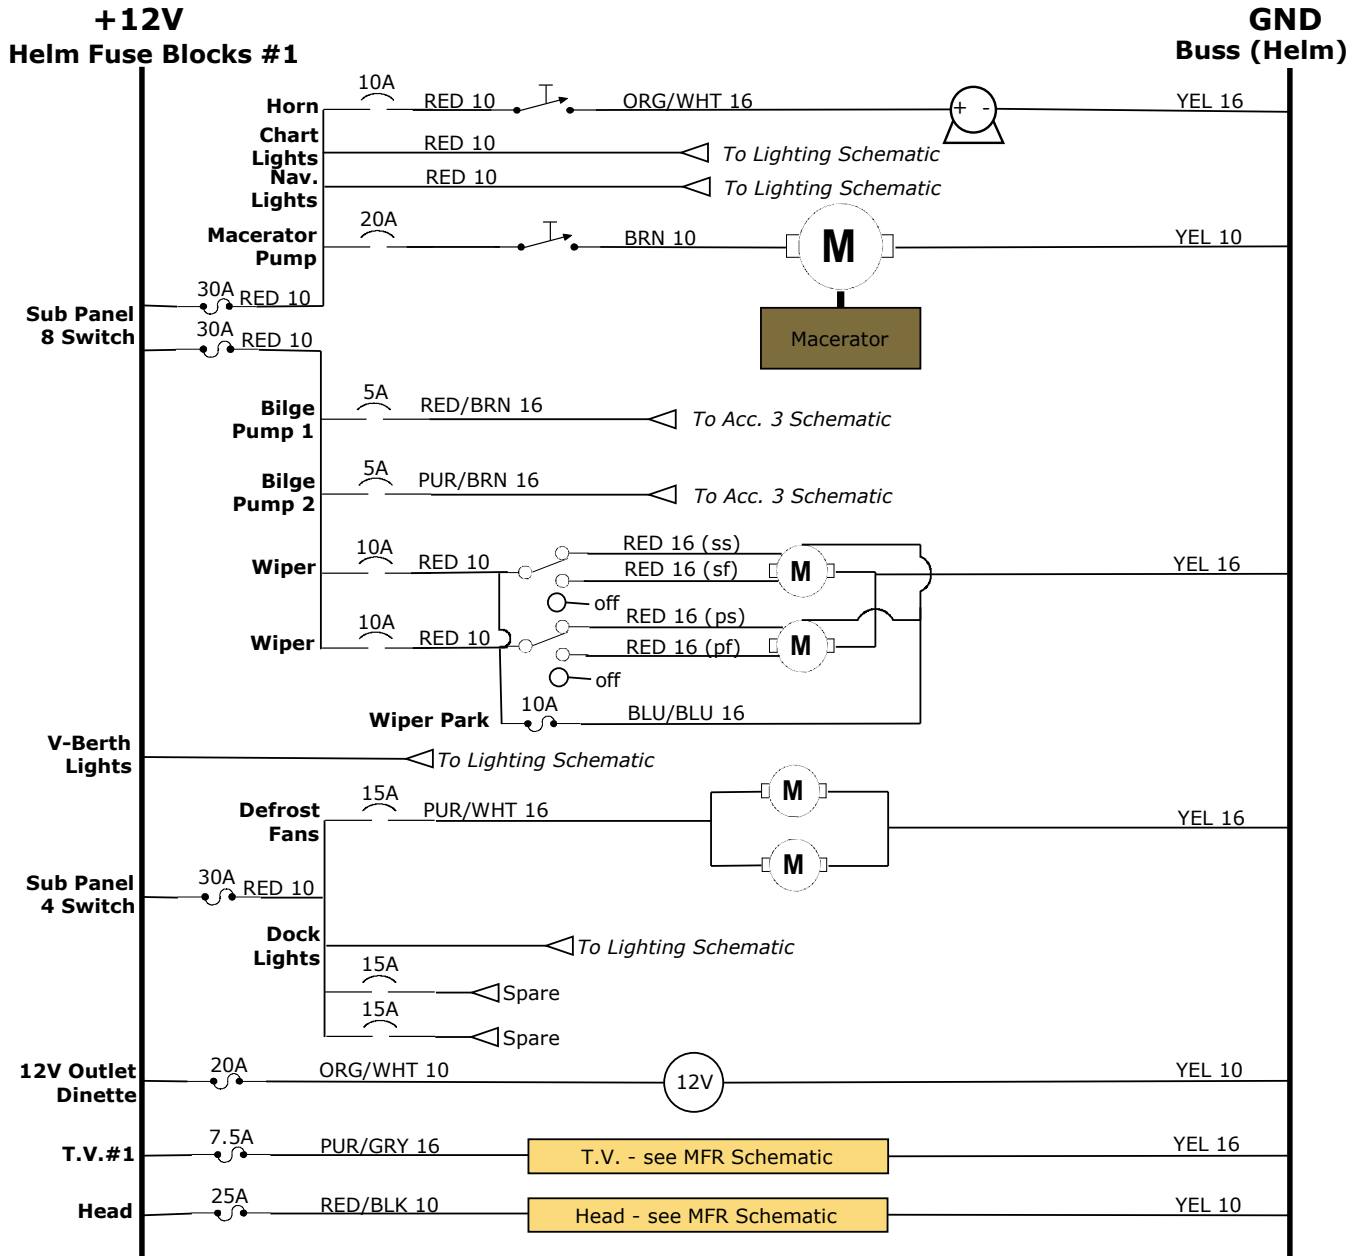 +12V
Helm Fuse Blocks #1
GND
Buss (Helm)
Horn
10A
RED 10
ORG/WHT 16
+ -
YEL 16
Chart
Lights
RED 10
To Lighting Schematic
Nav.
Lights
RED 10
To Lighting Schematic
Macerator
Pump
20A
BRN 10
M
YEL 10
Macerator
Sub Panel
8 Switch
30A
RED 10
30A
RED 10
Bilge
Pump 1
5A
RED/BRN 16
To Acc. 3 Schematic
Bilge
Pump 2
5A
PUR/BRN 16
To Acc. 3 Schematic
Wiper
10A
RED 10
RED 16 (ss)
RED 16 (sf)
off
M
YEL 16
Wiper
10A
RED 10
RED 16 (ps)
RED 16 (pf)
off
M
Wiper Park
10A
BLU/BLU 16
V-Berth
Lights
To Lighting Schematic
Defrost
Fans
15A
PUR/WHT 16
M
M
YEL 16
Sub Panel
4 Switch
30A
RED 10
Dock
Lights
To Lighting Schematic
15A
Spare
15A
Spare
12V Outlet
Dinette
20A
ORG/WHT 10
12V
YEL 10
T.V.#1
7.5A
PUR/GRY 16
T.V. - see MFR Schematic
YEL 16
Head
25A
RED/BLK 10
Head - see MFR Schematic
YEL 10